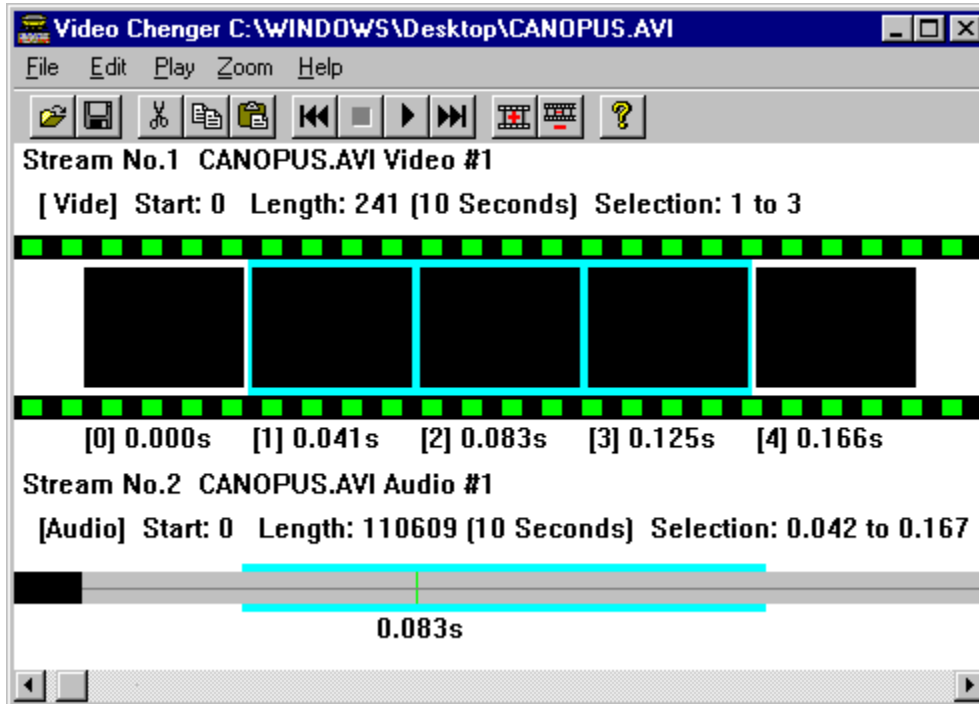 Video Chenger C:\WINDOWS\Desktop\CANOPUS.AVI
File Edit Play Zoom Help
Stream No.1 CANOPUS.AVI Video #1
[ Vide] Start: 0 Length: 241 (10 Seconds) Selection: 1 to 3
[0] 0.000s [1] 0.041s [2] 0.083s [3] 0.125s [4] 0.166s
Stream No.2 CANOPUS.AVI Audio #1
[Audio] Start: 0 Length: 110609 (10 Seconds) Selection: 0.042 to 0.167
0.083s